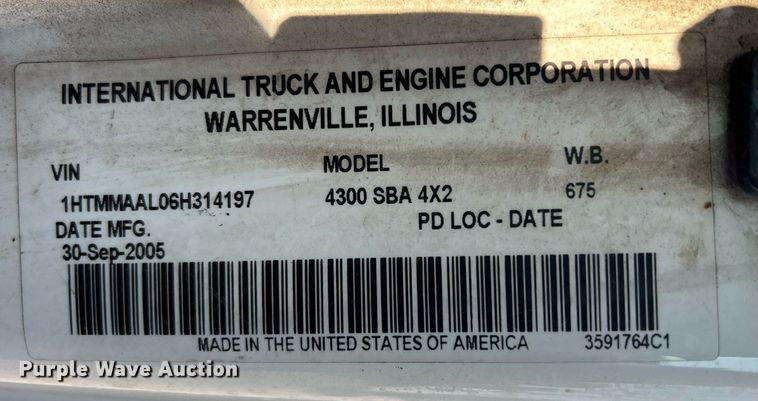 INTERNATIONAL TRUCK AND ENGINE CORPORATION
WARRENVILLE, ILLINOIS
VIN MODEL W.B.
1HTMMAAL06H314197 4300 SBA 4X2 675
DATE MFG. PD LOC - DATE
30-Sep-2005
MADE IN THE UNITED STATES OF AMERICA 3591764C1
Purple Wave Auction